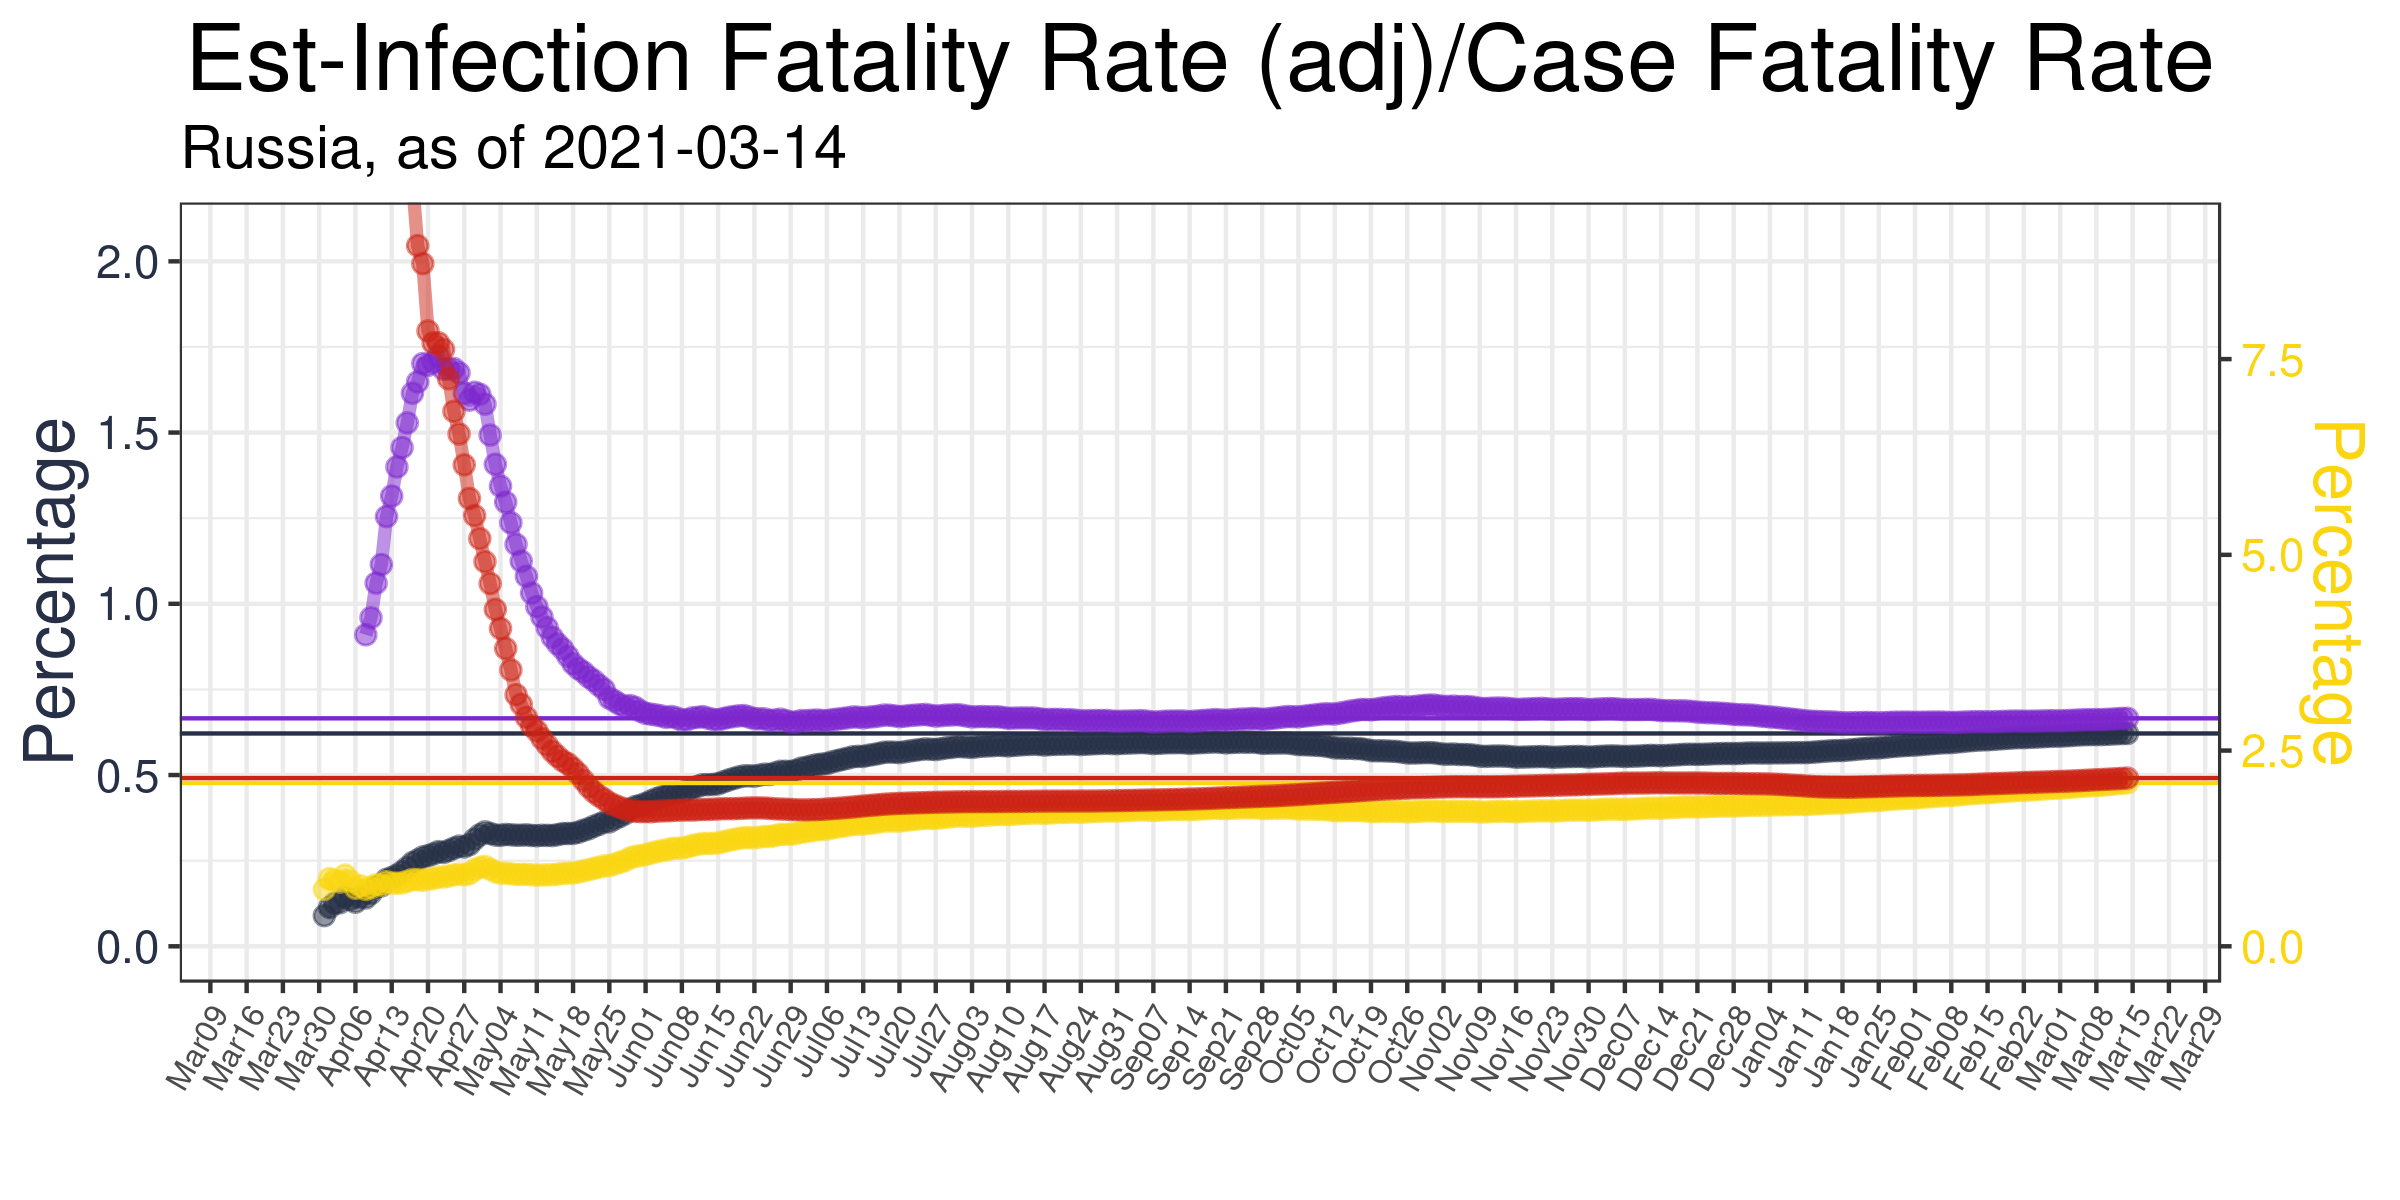 Est-Infection Fatality Rate (adj)/Case Fatality Rate
Russia, as of 2021-03-14
Percentage
2.0
1.5
1.0
0.5
0.0
7.5
5.0
2.5
0.0
Percentage
Mar09
Mar16
Mar23
Mar30
Apr06
Apr13
Apr20
Apr27
May04
May11
May18
May25
Jun01
Jun08
Jun15
Jun22
Jun29
Jul06
Jul13
Jul20
Jul27
Aug03
Aug10
Aug17
Aug24
Aug31
Sep07
Sep14
Sep21
Sep28
Oct05
Oct12
Oct19
Oct26
Nov02
Nov09
Nov16
Nov23
Nov30
Dec07
Dec14
Dec21
Dec28
Jan04
Jan11
Jan18
Jan25
Feb01
Feb08
Feb15
Feb22
Mar01
Mar08
Mar15
Mar22
Mar29